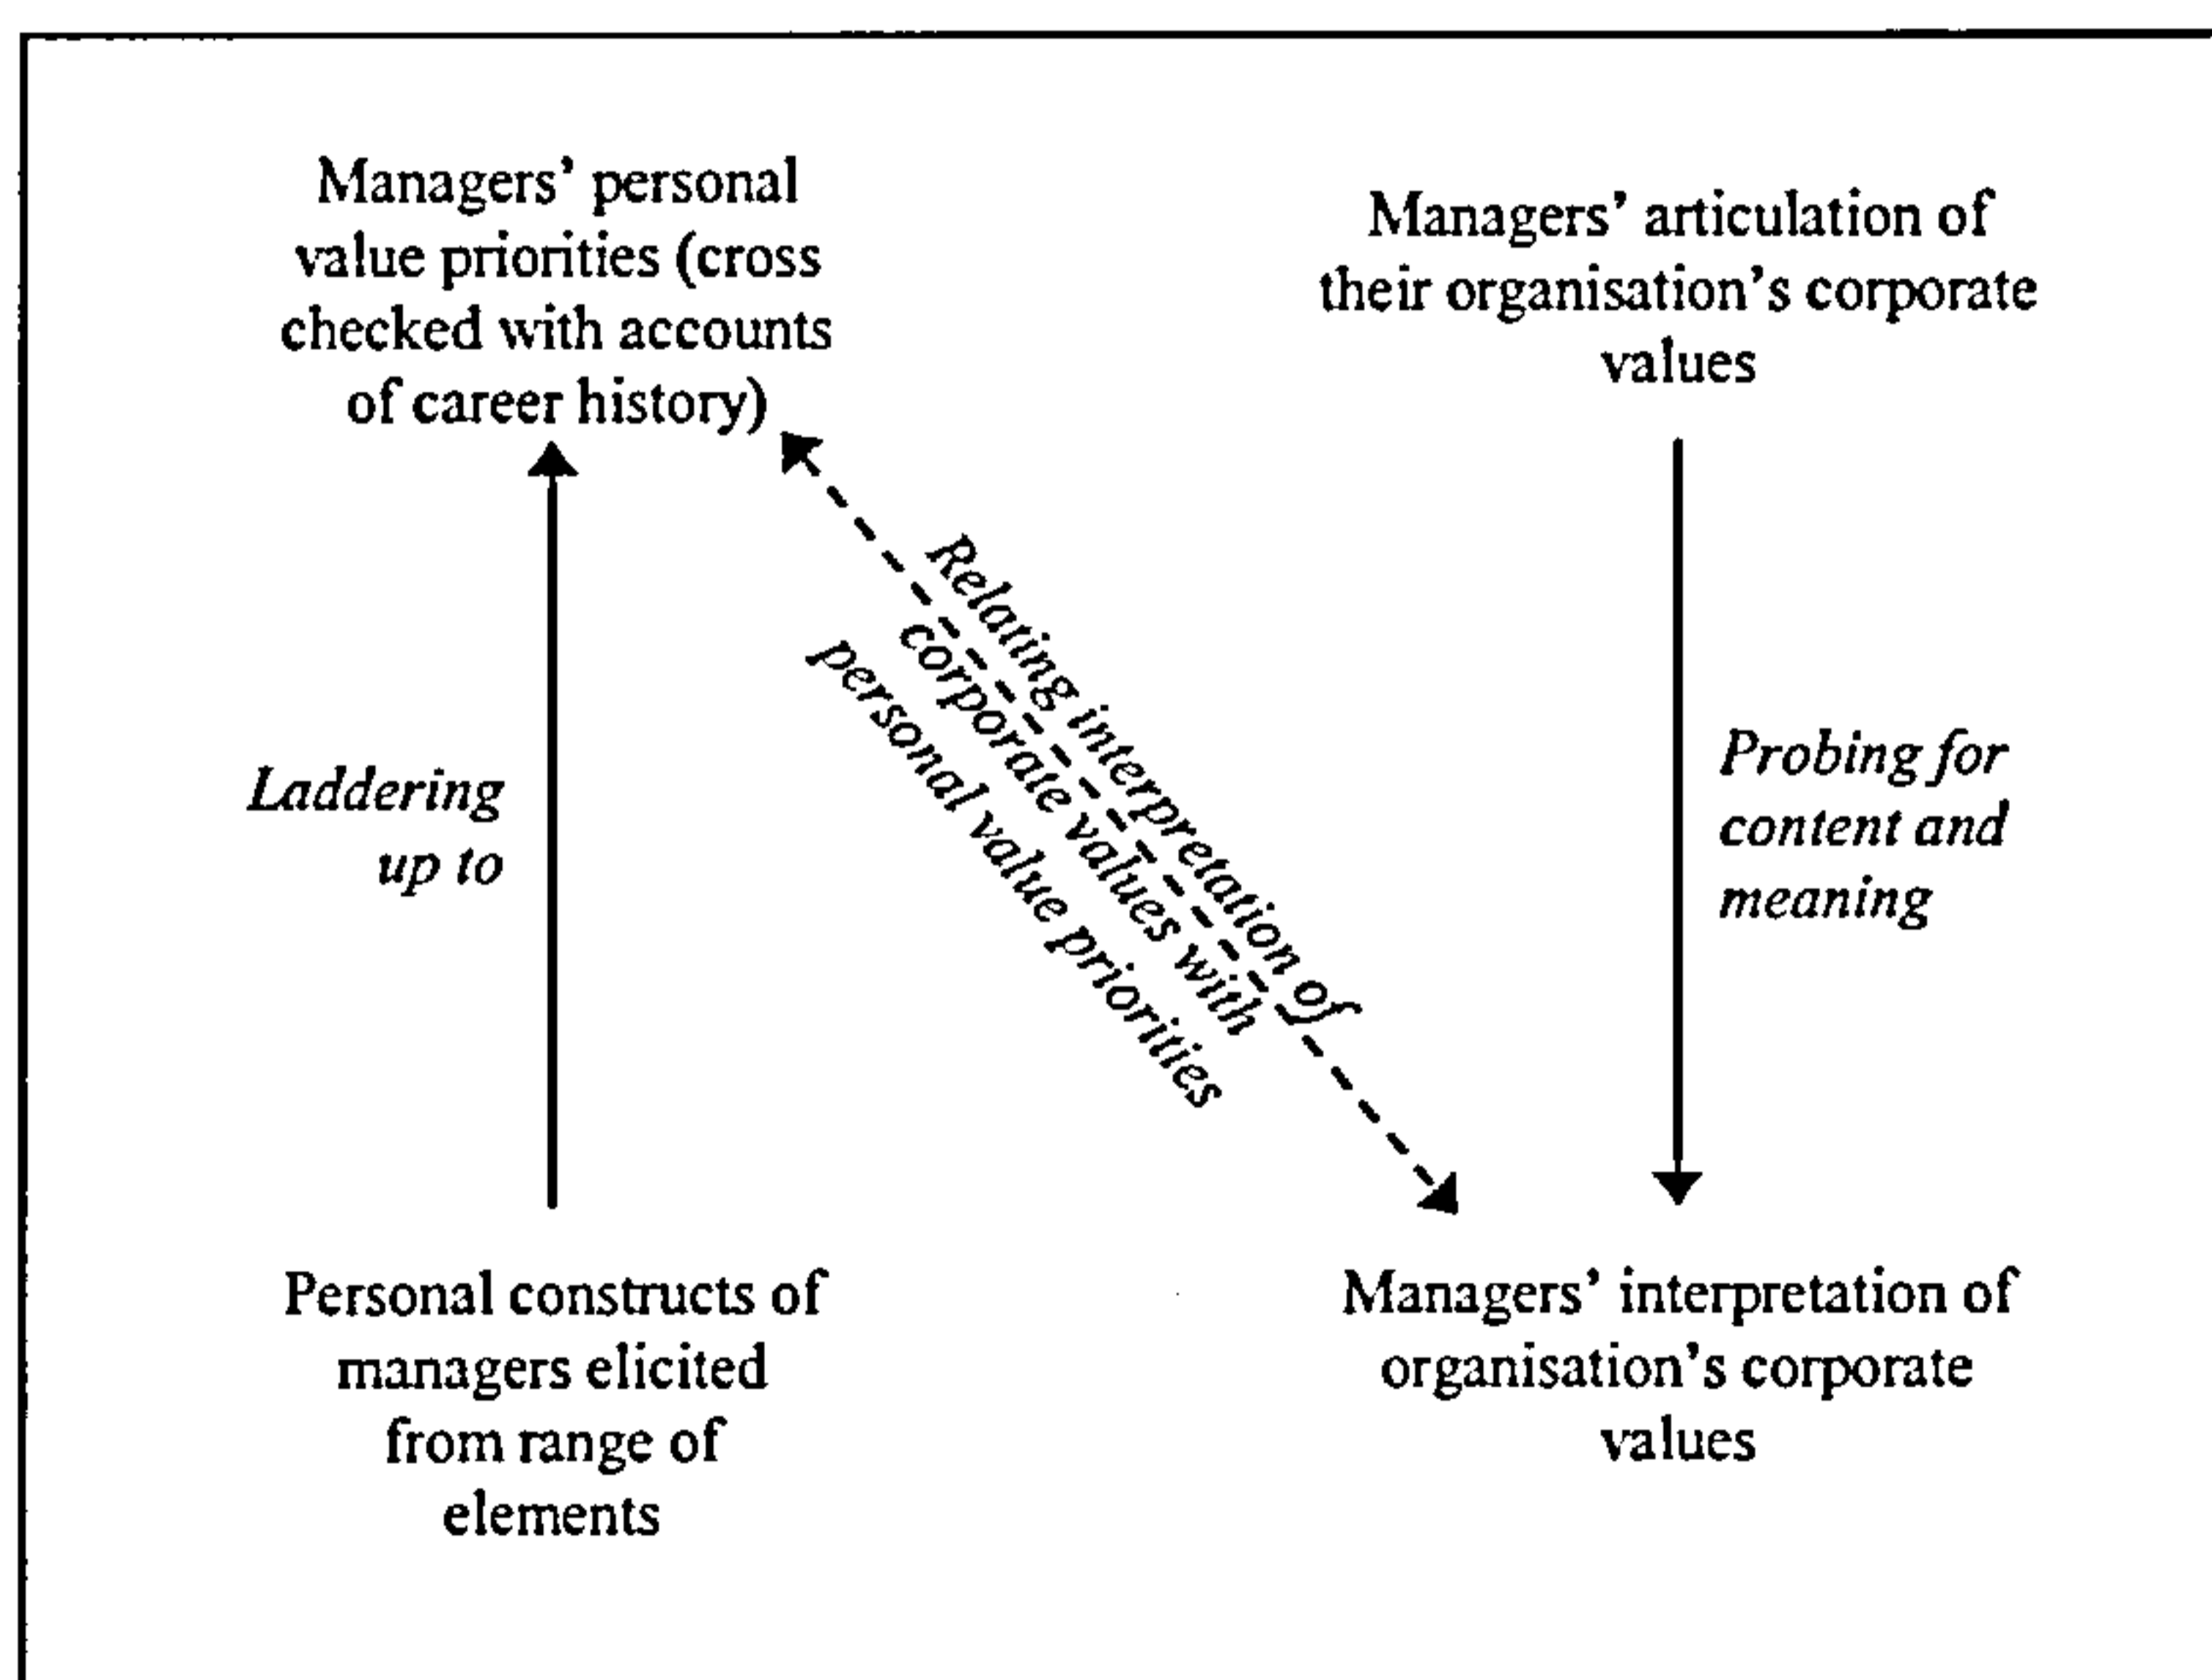 Managers’ personal
value priorities (cross
checked with accounts
of career history)
Managers’ articulation of
their organisation’s corporate
values
Relating interpretation of
corporate values with
personal value priorities
Laddering
up to
Probing for
content and
meaning
Personal constructs of
managers elicited
from range of
elements
Managers’ interpretation of
organisation’s corporate
values